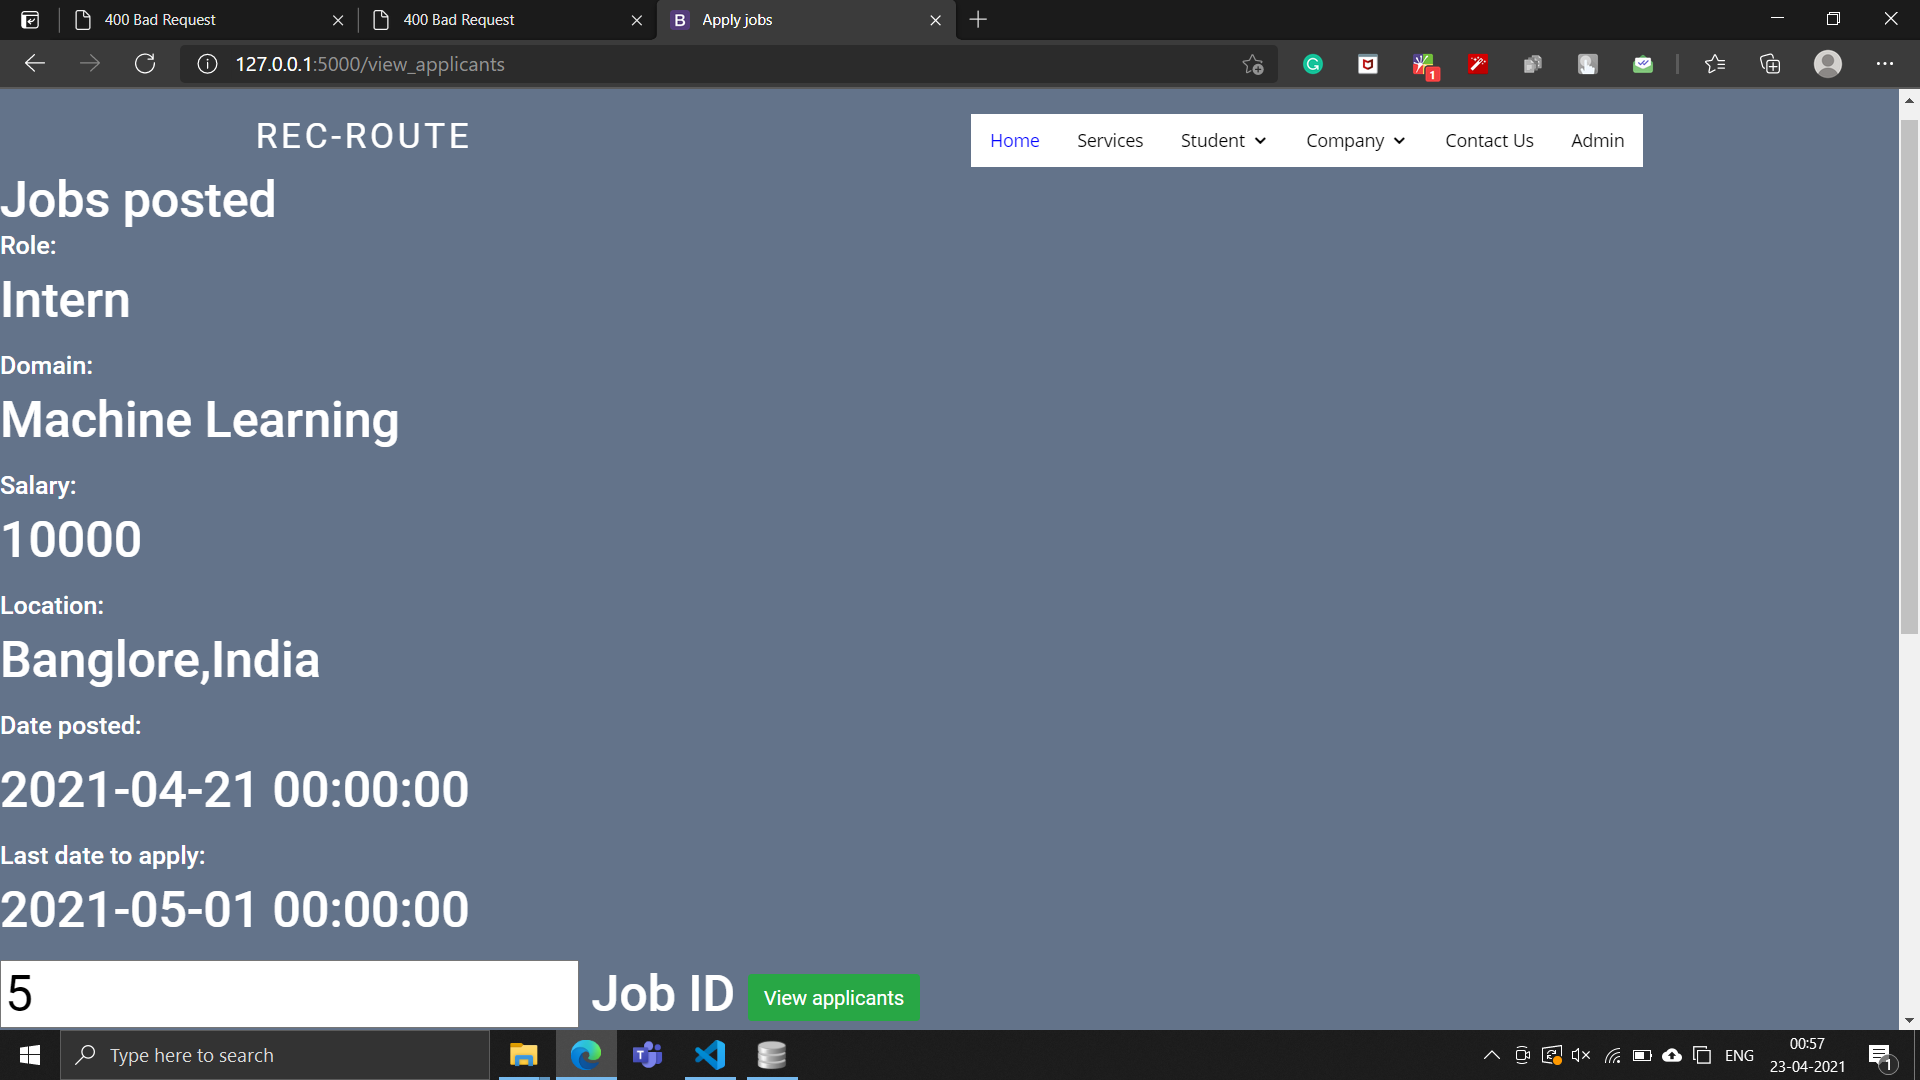 400 Bad Request
400 Bad Request
B
Apply jobs
127.0.0.1:5000/view_applicants
1
REC-ROUTE
Home
Services
Student
Company
Contact Us
Admin
Jobs posted
Role:
Intern
Domain:
Machine Learning
Salary:
10000
Location:
Banglore,India
Date posted:
2021-04-21 00:00:00
Last date to apply:
2021-05-01 00:00:00
5
Job ID
View applicants
Type here to search
ENG
00:57
23-04-2021
1